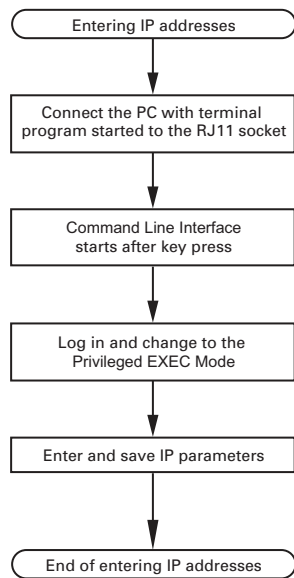 Entering IP addresses
Connect the PC with terminal
program started to the RJ11 socket
Command Line Interface
starts after key press
Log in and change to the
Privileged EXEC Mode
Enter and save IP parameters
End of entering IP addresses